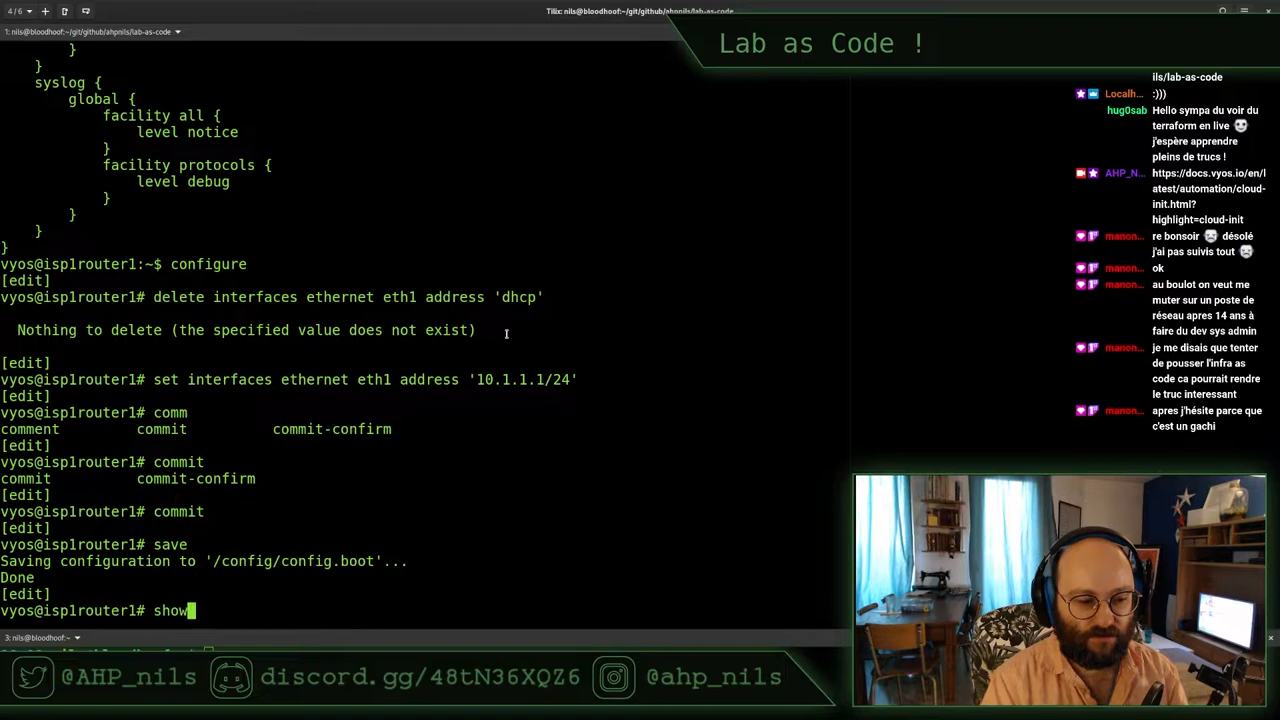 4/6
Tilix: nils@bloodhoof:~/git/github/ahpnils/lab-as-code
1: nils@bloodhoof:~/git/github/ahpnils/lab-as-code
Lab as Code !
        }
    }
    syslog {
        global {
            facility all {
                level notice
            }
            facility protocols {
                level debug
            }
        }
    }
}
vyos@isp1router1:~$ configure
[edit]
vyos@isp1router1# delete interfaces ethernet eth1 address 'dhcp'
Nothing to delete (the specified value does not exist)
[edit]
vyos@isp1router1# set interfaces ethernet eth1 address '10.1.1.1/24'
[edit]
vyos@isp1router1# comm
comment commit commit-confirm
[edit]
vyos@isp1router1# commit
commit commit-confirm
[edit]
vyos@isp1router1# commit
[edit]
vyos@isp1router1# save
Saving configuration to '/config/config.boot'...
Done
[edit]
vyos@isp1router1# show
3: nils@bloodhoof:~
ils/lab-as-code
Localh... :)))
hug0sab Hello sympa du voir du
terraform en live
j'espère apprendre
pleins de trucs !
AHP_N... https://docs.vyos.io/en/l
atest/automation/cloud-
init.html?
highlight=cloud-init
manon... re bonsoir désolé
j'ai pas suivis tout
manon... ok
manon... au boulot on veut me
muter sur un poste de
réseau apres 14 ans à
faire du dev sys admin
manon... je me disais que tenter
de pousser l'infra as
code ca pourrait rendre
le truc interessant
manon... apres j'hésite parce que
c'est un gachi
@AHP_nils discord.gg/48tN36XQZ6 @ahp_nils